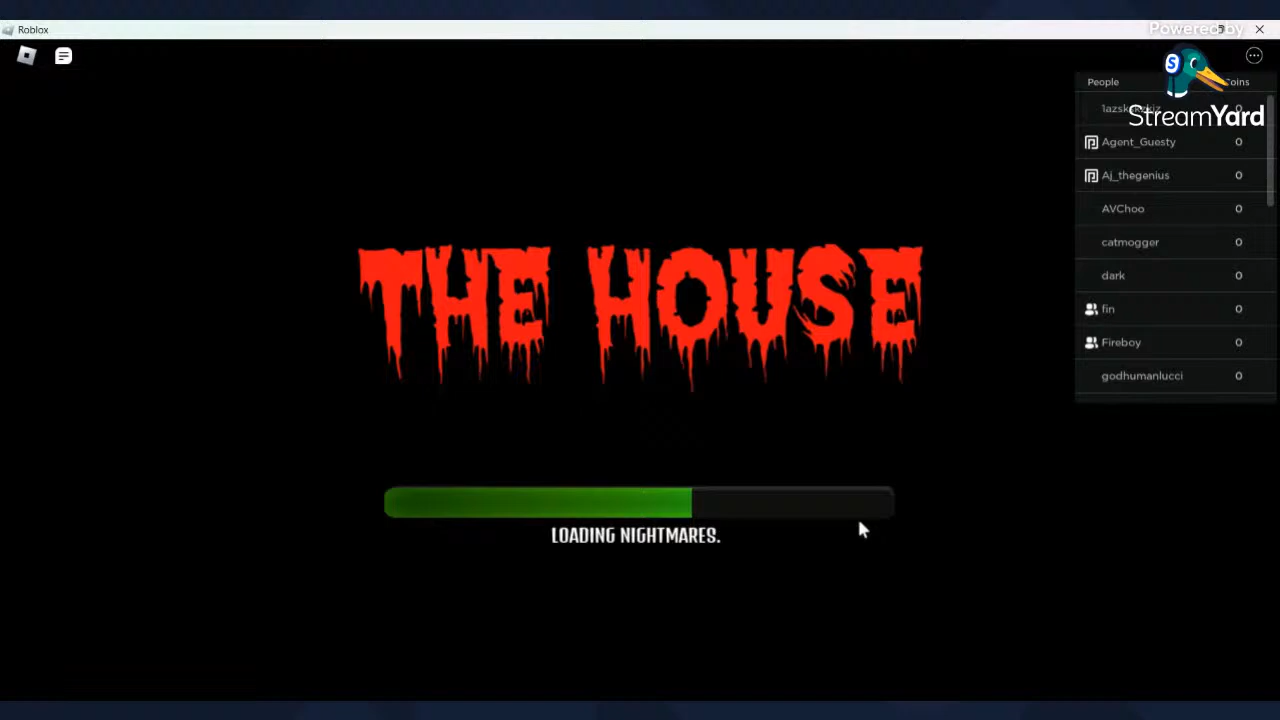 Roblox
Powered by
StreamYard
People Coins
Agent_Guesty 0
Aj_thegenius 0
AVChoo 0
catmogger 0
dark 0
fin 0
Fireboy 0
godhumanlucci 0
THE HOUSE
LOADING NIGHTMARES.